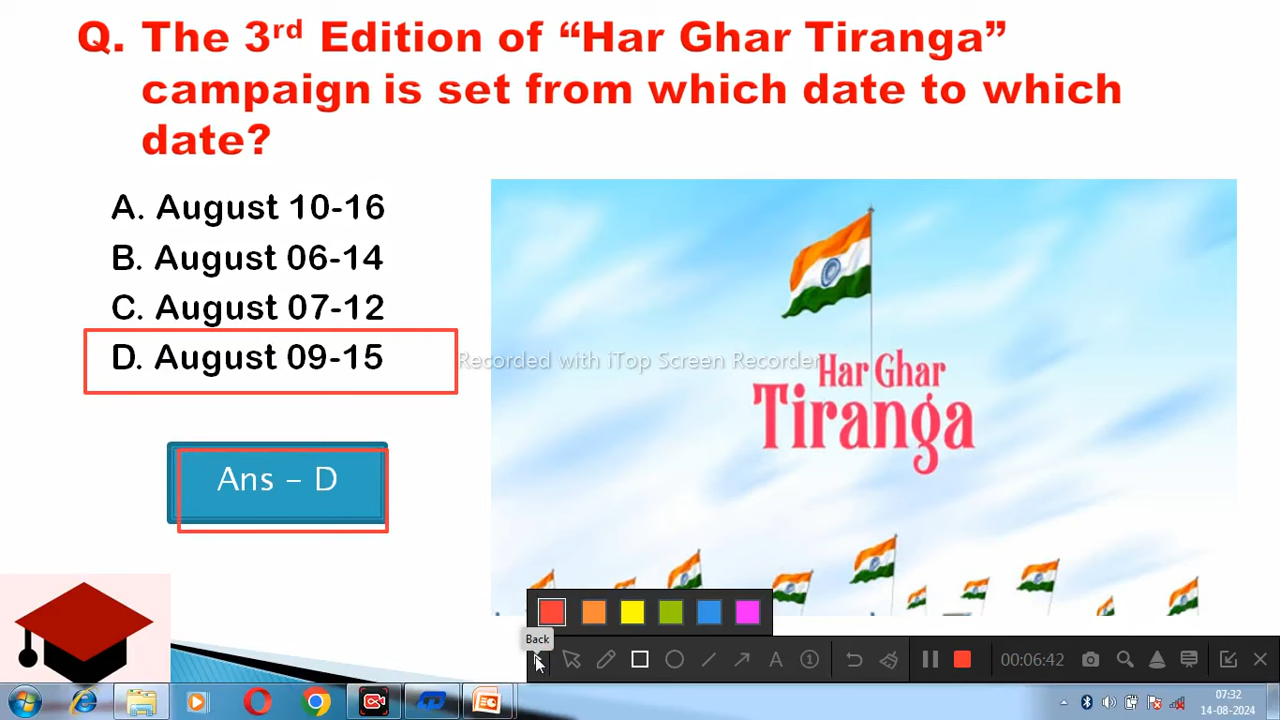 Q. The 3rd Edition of “Har Ghar Tiranga”
campaign is set from which date to which
date?
A. August 10-16
B. August 06-14
C. August 07-12
D. August 09-15
Recorded with iTop Screen Recorder
Har Ghar
Tiranga
Ans – D
Back
A
1
00:06:42
07:32
14-08-2024